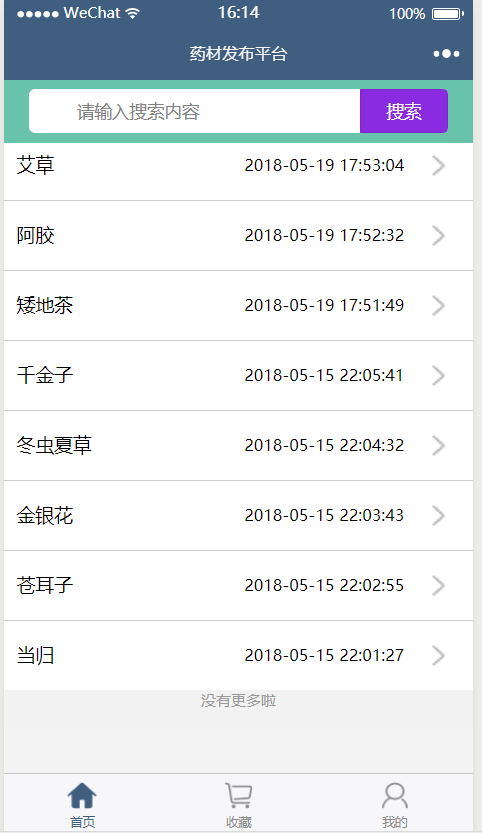 ●●●●● WeChat 16:14 100%
药材发布平台
请输入搜索内容 搜索
艾草 2018-05-19 17:53:04
阿胶 2018-05-19 17:52:32
矮地茶 2018-05-19 17:51:49
千金子 2018-05-15 22:05:41
冬虫夏草 2018-05-15 22:04:32
金银花 2018-05-15 22:03:43
苍耳子 2018-05-15 22:02:55
当归 2018-05-15 22:01:27
没有更多啦
首页 收藏 我的